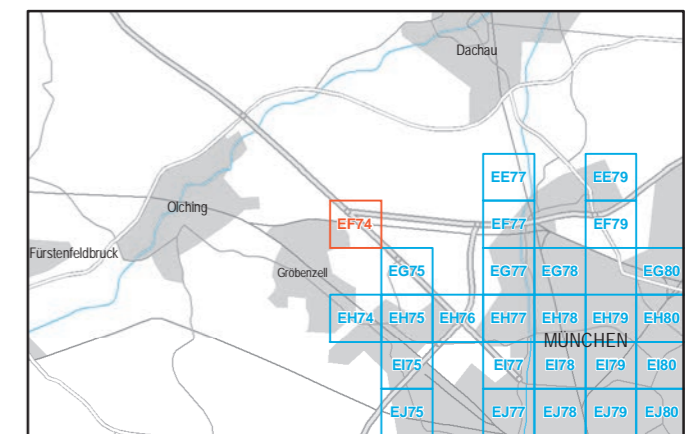 Dachau
EE77 EE79
Olching
EF74 EF77 EF79
Fürstenfeldbruck
Gröbenzell
EG75 EG77 EG78 EG80
EH74 EH75 EH76 EH77 EH78 EH79 EH80
MÜNCHEN
EI75 EI77 EI78 EI79 EI80
EJ75 EJ77 EJ78 EJ79 EJ80